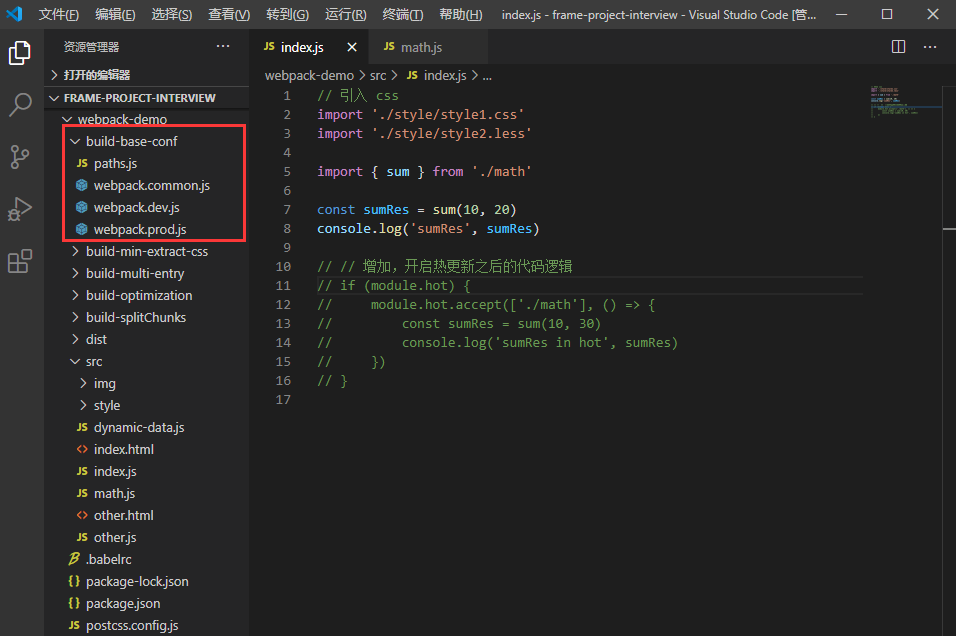 文件(F) 编辑(E) 选择(S) 查看(V) 转到(G) 运行(R) 终端(T) 帮助(H) index.js - frame-project-interview - Visual Studio Code [管...
资源管理器 ...
打开的编辑器
FRAME-PROJECT-INTERVIEW
webpack-demo
build-base-conf
JS paths.js
webpack.common.js
webpack.dev.js
webpack.prod.js
build-min-extract-css
build-multi-entry
build-optimization
build-splitChunks
dist
src
img
style
JS dynamic-data.js
<> index.html
JS index.js
JS math.js
<> other.html
JS other.js
.babelrc
{} package-lock.json
{} package.json
JS postcss.config.js
JS index.js × JS math.js ...
webpack-demo > src > JS index.js > ...
1 // 引入 css
2 import './style/style1.css'
3 import './style/style2.less'
4
5 import { sum } from './math'
6
7 const sumRes = sum(10, 20)
8 console.log('sumRes', sumRes)
9
10 // // 增加，开启热更新之后的代码逻辑
11 // if (module.hot) {
12 //     module.hot.accept(['./math'], () => {
13 //         const sumRes = sum(10, 30)
14 //         console.log('sumRes in hot', sumRes)
15 //     })
16 // }
17